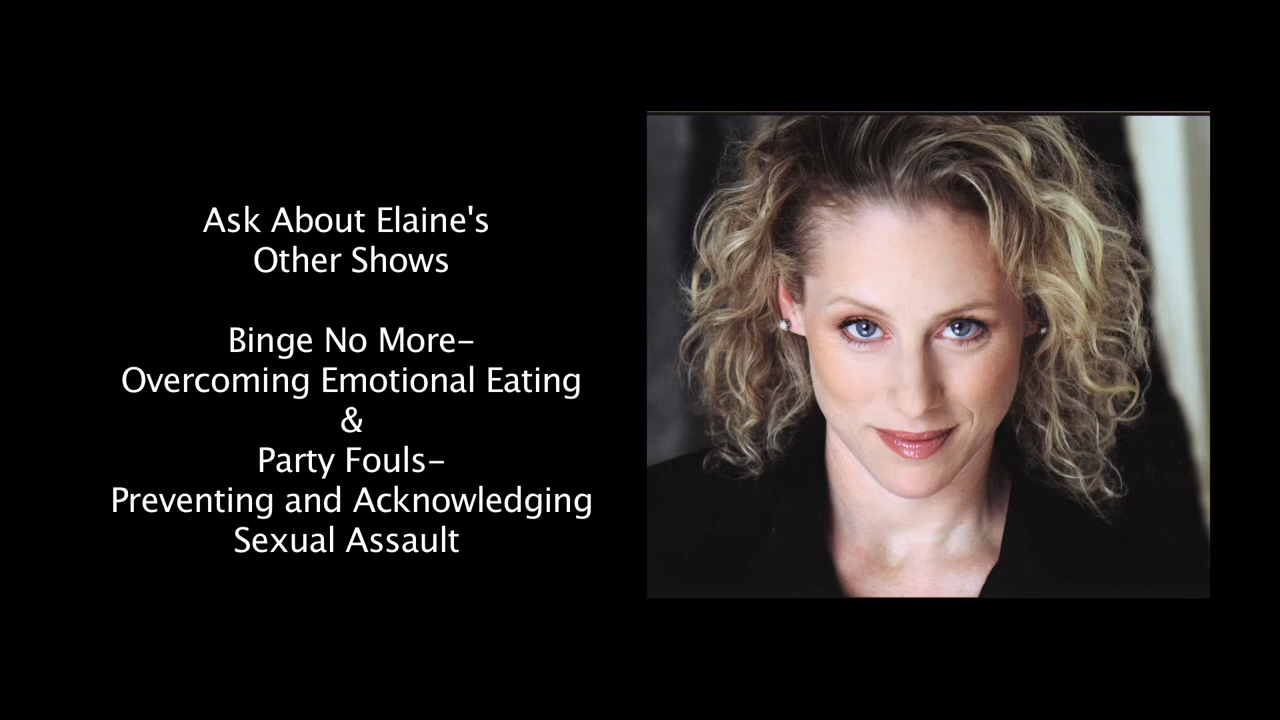 Ask About Elaine's
Other Shows
Binge No More-
Overcoming Emotional Eating
&
Party Fouls-
Preventing and Acknowledging
Sexual Assault